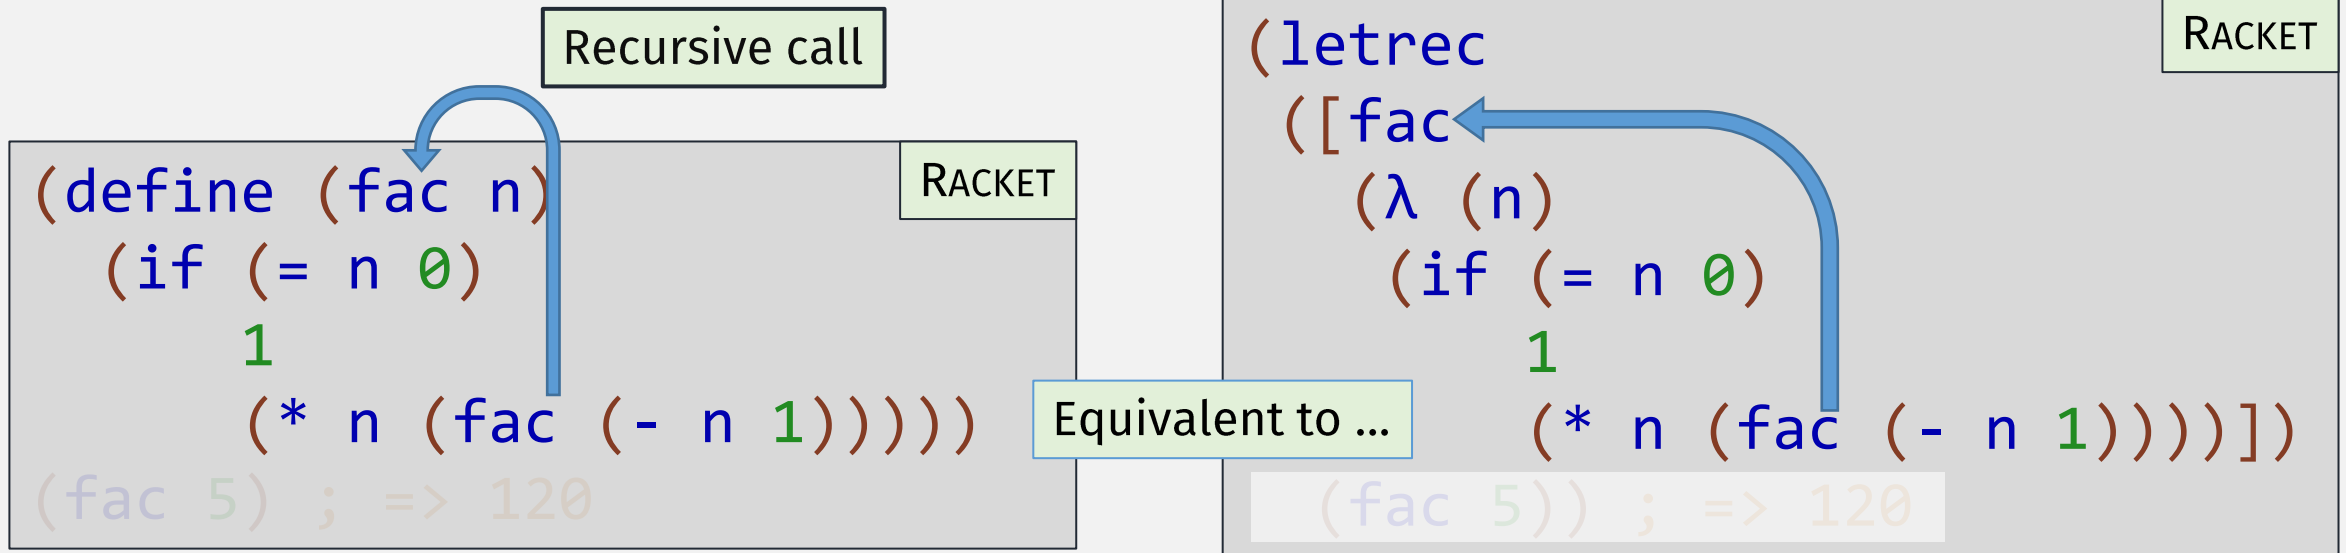 Recursive call
RACKET
(define (fac n)
  (if (= n 0)
      1
      (* n (fac (- n 1)))))
(fac 5) ; => 120
Equivalent to ...
RACKET
(letrec
 ([fac
   (λ (n)
    (if (= n 0)
        1
        (* n (fac (- n 1))))])
  (fac 5)) ; => 120